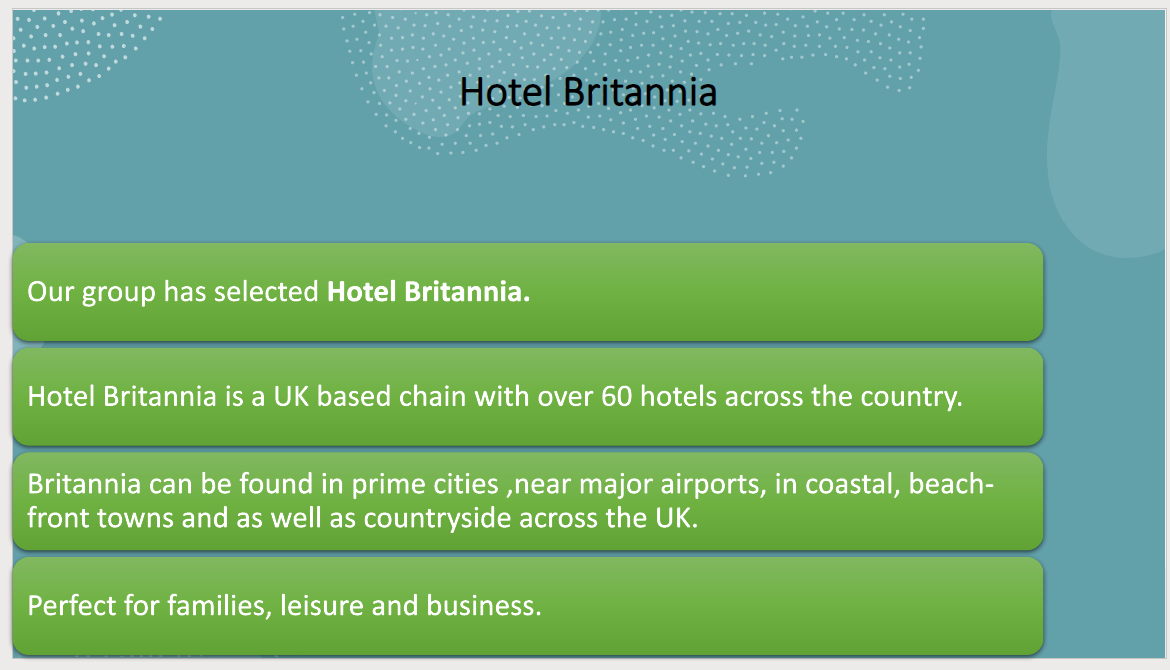 Hotel Britannia
Our group has selected Hotel Britannia.
Hotel Britannia is a UK based chain with over 60 hotels across the country.
Britannia can be found in prime cities ,near major airports, in coastal, beach-
front towns and as well as countryside across the UK.
Perfect for families, leisure and business.